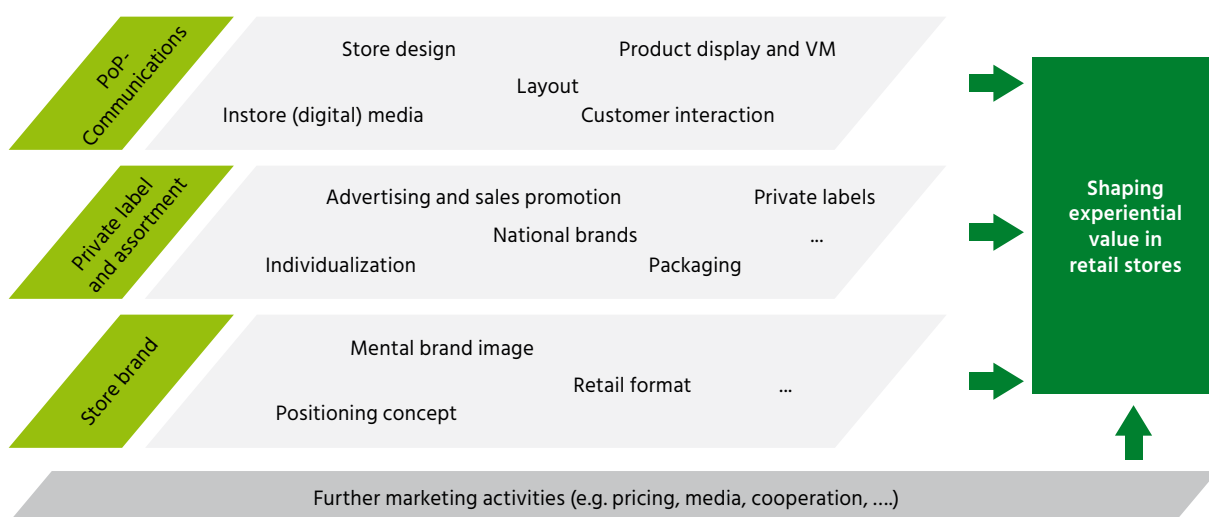 PoP-
Communications
Store design
Product display and VM
Layout
Instore (digital) media
Customer interaction
Private label
and assortment
Advertising and sales promotion
Private labels
National brands
...
Individualization
Packaging
Store brand
Mental brand image
Retail format
...
Positioning concept
Shaping
experiential
value in
retail stores
Further marketing activities (e.g. pricing, media, cooperation, ....)